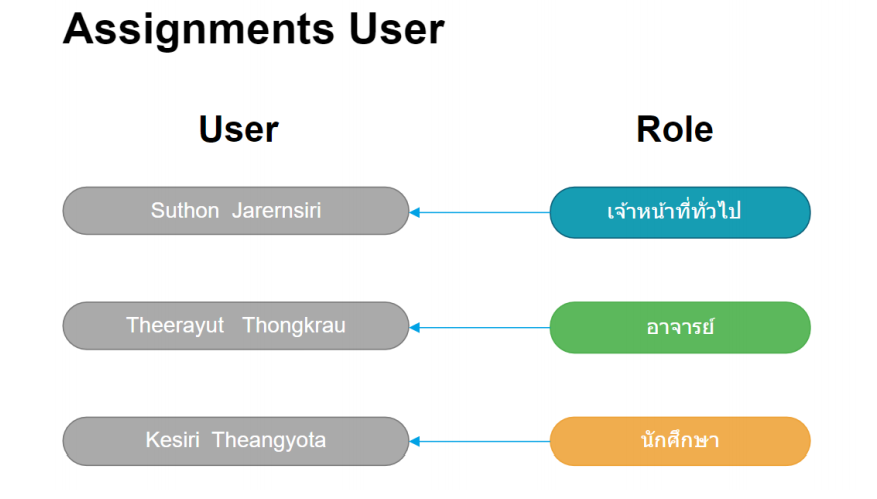 Assignments User
User Role
Suthon Jarernsiri เจ้าหน้าที่ทั่วไป
Theerayut Thongkrau อาจารย์
Kesiri Theangyota นักศึกษา